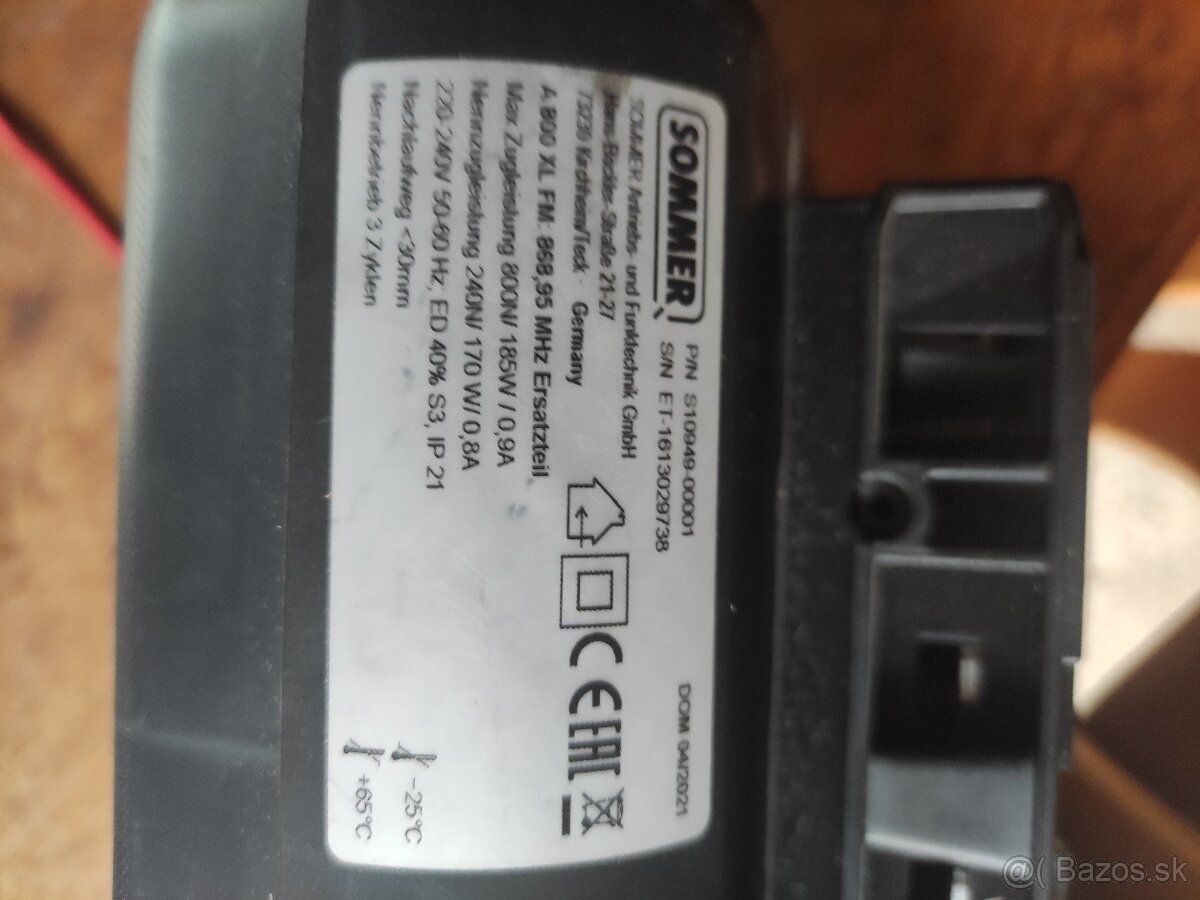 SOMMER
P/N S10949-00001
DOM 04/2021
S/N ET-1613029738
SOMMER Antriebs- und Funktechnik GmbH
Hans-Böckler-Straße 21-27
73230 Kirchheim/Teck · Germany
A 800 XL FM 868,95 MHz Ersatzteil
Max Zugleistung 800N/ 185W / 0,9A
Nennzugleistung 240N/ 170 W/ 0,8A
220-240V 50-60 Hz, ED 40% S3, IP 21
Nachlaufweg <30mm
Nennbetrieb 3 Zyklen
CE EAC
-25°C
+65°C
@( Bazos.sk